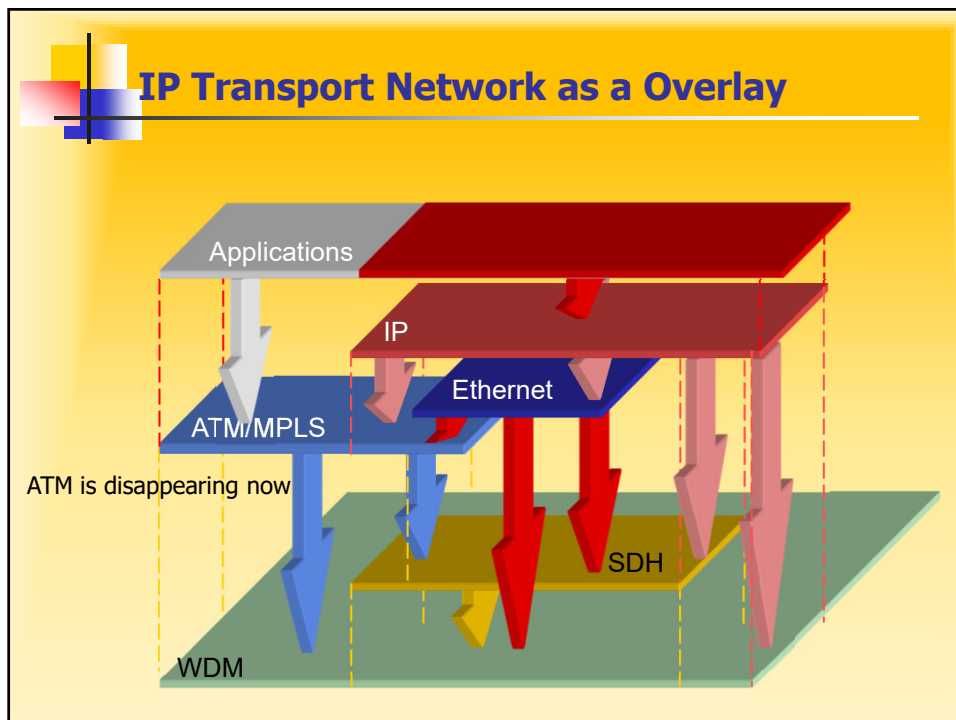 IP Transport Network as a Overlay
Applications
IP
Ethernet
ATM/MPLS
ATM is disappearing now
SDH
WDM